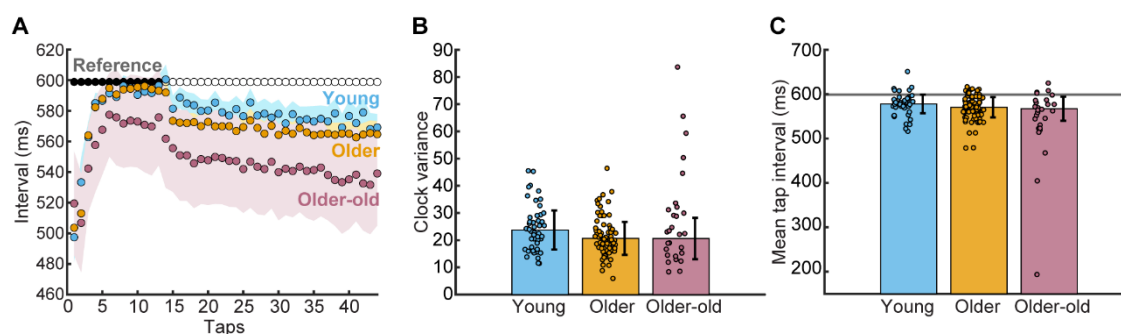 A
Interval (ms)
620
600
580
560
540
520
500
480
460
Reference
Young
Older
Older-old
0 5 10 15 20 25 30 35 40
Taps
B
Clock variance
90
80
70
60
50
40
30
20
10
0
Young Older Older-old
C
Mean tap interval (ms)
700
600
500
400
300
200
Young Older Older-old